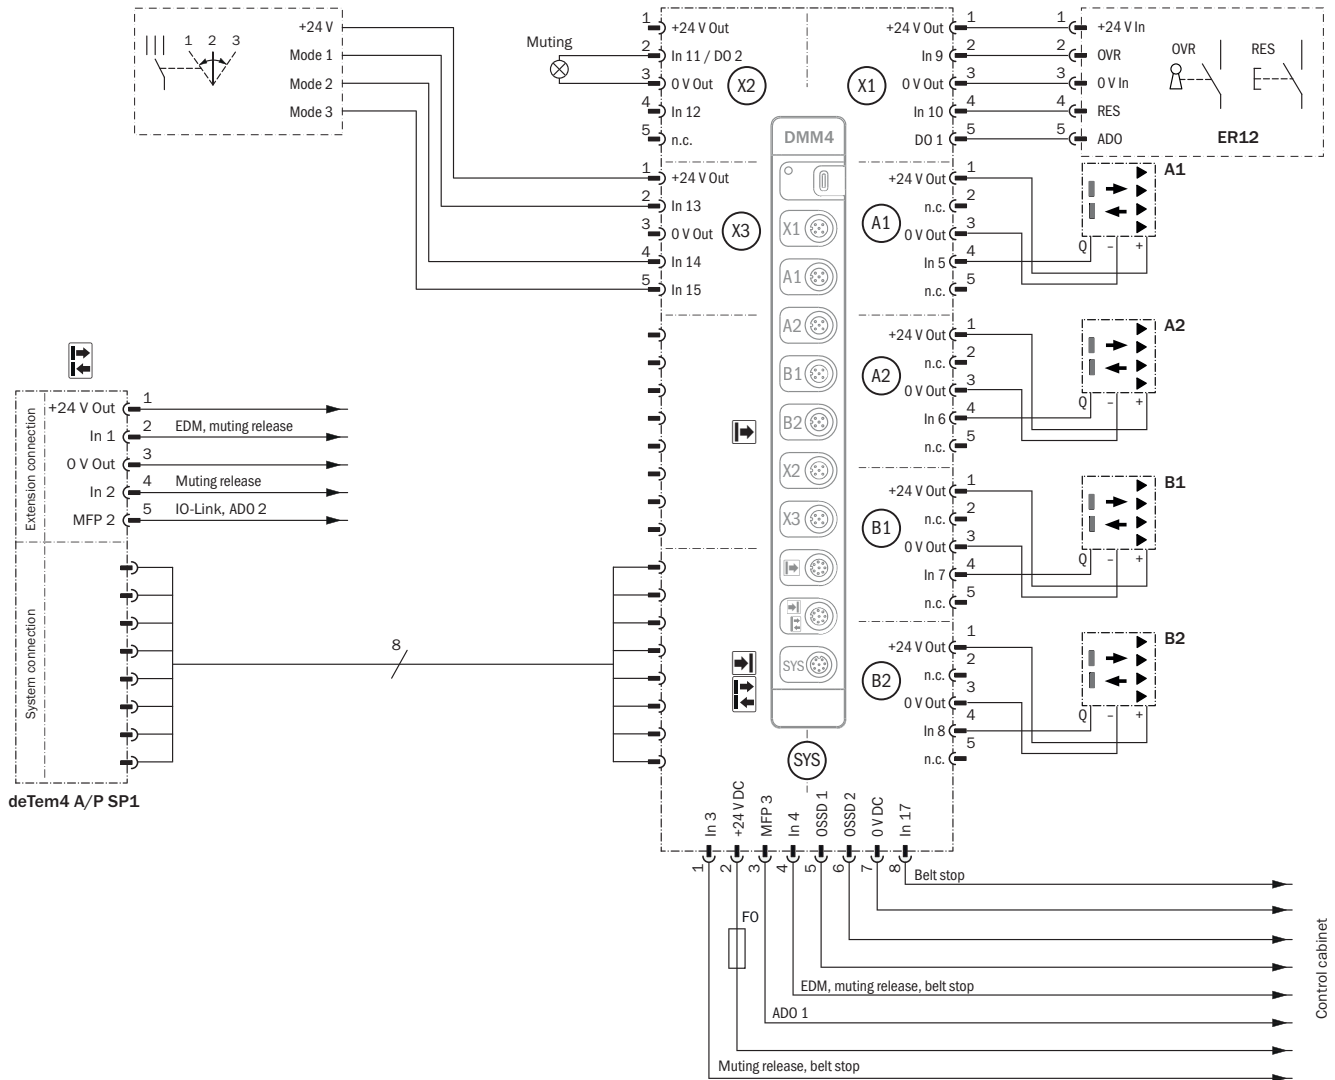 +24 V
Mode 1
Mode 2
Mode 3
1 2 3
Muting
1 +24 V Out
2 In 11 / DO 2
3 0 V Out
4 In 12
5 n.c.
X2
X1
+24 V Out 1
In 9 2
0 V Out 3
In 10 4
DO 1 5
1 +24 V In
2 OVR
3 0 V In
4 RES
5 ADO
OVR RES
ER12
1 +24 V Out
2 In 13
3 0 V Out
4 In 14
5 In 15
X3
DMM4
X1
A1
A2
B1
B2
X2
X3
SYS
A1
+24 V Out 1
n.c. 2
0 V Out 3
In 5 4
n.c. 5
A1
Q – +
A2
+24 V Out 1
n.c. 2
0 V Out 3
In 6 4
n.c. 5
A2
Q – +
B1
+24 V Out 1
n.c. 2
0 V Out 3
In 7 4
n.c. 5
B1
Q – +
B2
+24 V Out 1
n.c. 2
0 V Out 3
In 8 4
n.c. 5
B2
Q – +
Extension connection
+24 V Out 1
In 1 2 EDM, muting release
0 V Out 3
In 2 4 Muting release
MFP 2 5 IO-Link, ADO 2
System connection
8
deTem4 A/P SP1
SYS
In 3
+24 V DC
MFP 3
In 4
OSSD 1
OSSD 2
0 V DC
In 17
1 2 3 4 5 6 7 8
Belt stop
F0
EDM, muting release, belt stop
ADO 1
Muting release, belt stop
Control cabinet